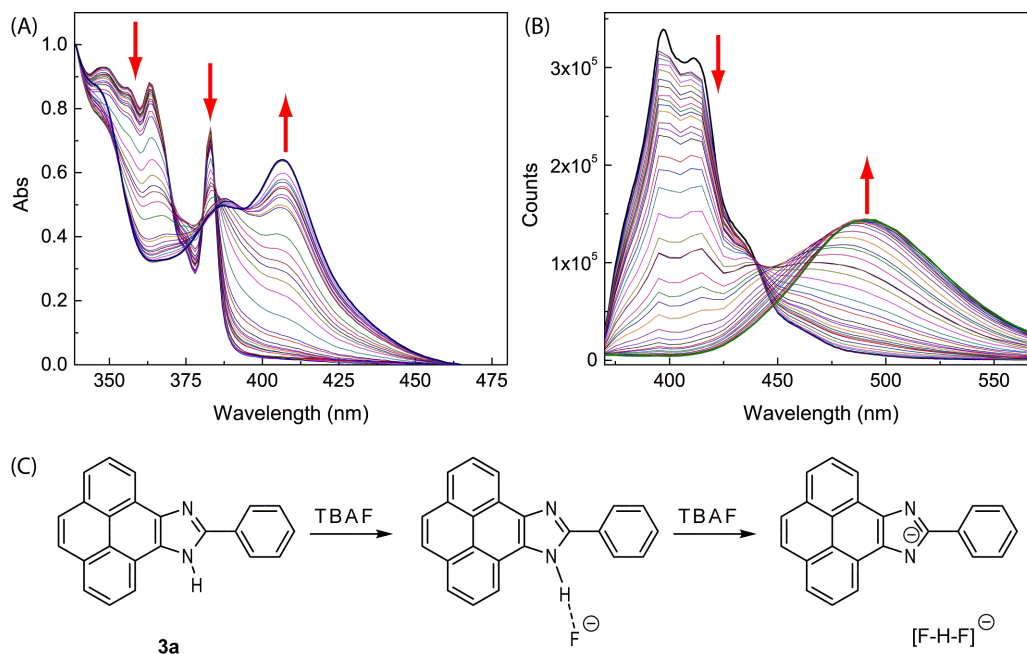 (A)
1.0
0.8
0.6
0.4
0.2
0.0
Abs
350 375 400 425 450 475
Wavelength (nm)
(B)
3x10⁵
2x10⁵
1x10⁵
0
Counts
400 450 500 550
Wavelength (nm)
(C)
N
N
H
3a
TBAF
N
N
H
F ⊖
TBAF
N
⊖
N
[F-H-F] ⊖